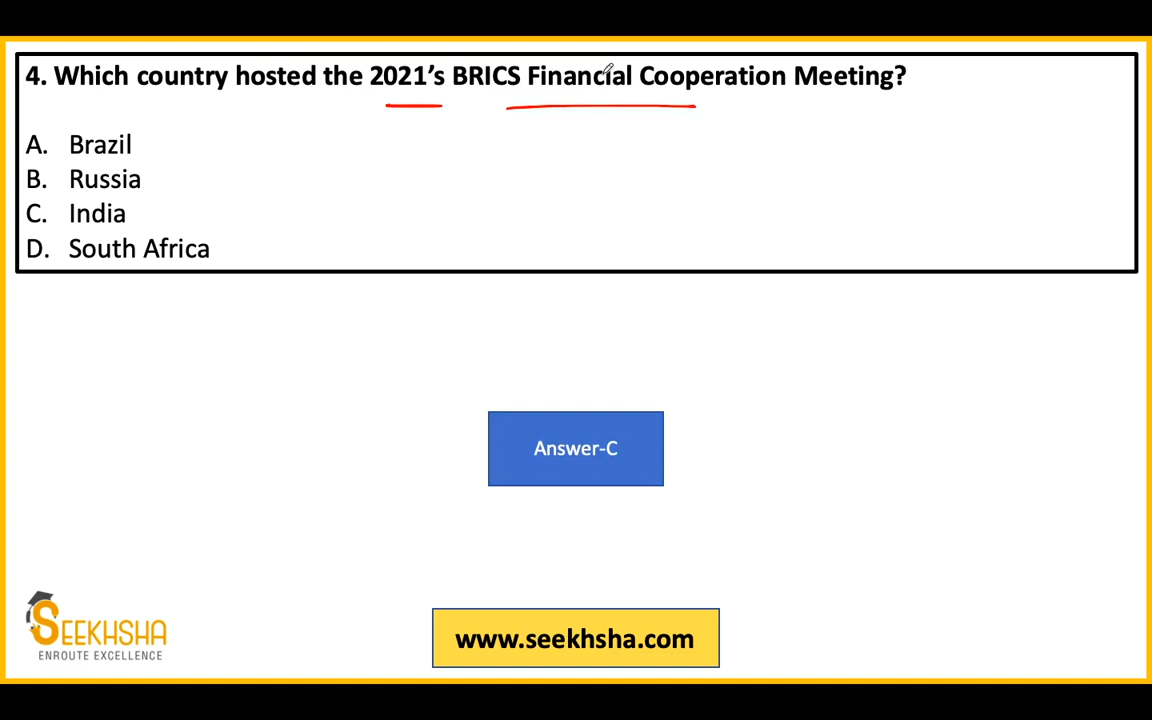 4. Which country hosted the 2021’s BRICS Financial Cooperation Meeting?
A. Brazil
B. Russia
C. India
D. South Africa
Answer-C
SEEKHSHA
ENROUTE EXCELLENCE
www.seekhsha.com